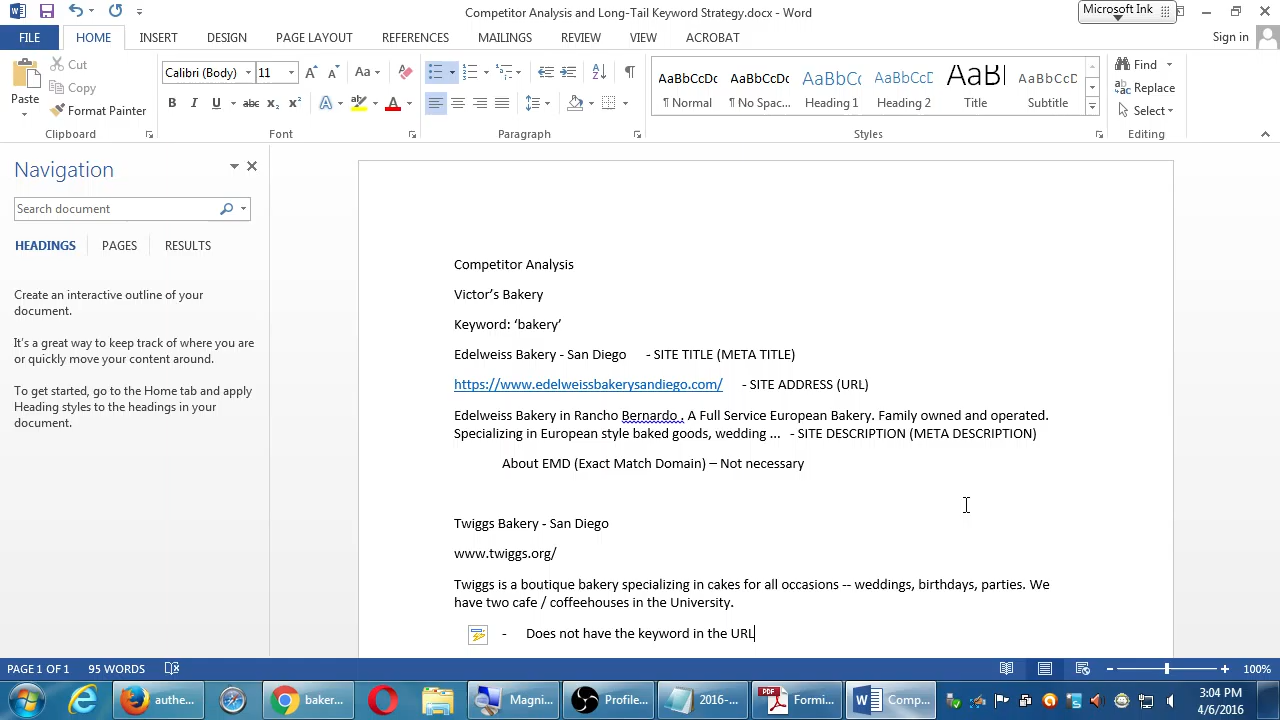 Competitor Analysis and Long-Tail Keyword Strategy.docx - Word
Microsoft Ink
FILE HOME INSERT DESIGN PAGE LAYOUT REFERENCES MAILINGS REVIEW VIEW ACROBAT Sign in
Paste
Cut
Copy
Format Painter
Clipboard
Calibri (Body) 11
Aa
B I U abc x₂ x² A ab A
Font
Paragraph
AaBbCcDc AaBbCcDc AaBbCc AaBbCcD AaB AaBbCcD
¶ Normal ¶ No Spac... Heading 1 Heading 2 Title Subtitle
Styles
Find
Replace
Select
Editing
Navigation
Search document
HEADINGS PAGES RESULTS
Create an interactive outline of your
document.
It's a great way to keep track of where you are
or quickly move your content around.
To get started, go to the Home tab and apply
Heading styles to the headings in your
document.
Competitor Analysis
Victor's Bakery
Keyword: ‘bakery’
Edelweiss Bakery - San Diego - SITE TITLE (META TITLE)
https://www.edelweissbakerysandiego.com/ - SITE ADDRESS (URL)
Edelweiss Bakery in Rancho Bernardo . A Full Service European Bakery. Family owned and operated.
Specializing in European style baked goods, wedding ... - SITE DESCRIPTION (META DESCRIPTION)
About EMD (Exact Match Domain) – Not necessary
Twiggs Bakery - San Diego
www.twiggs.org/
Twiggs is a boutique bakery specializing in cakes for all occasions -- weddings, birthdays, parties. We
have two cafe / coffeehouses in the University.
- Does not have the keyword in the URL
PAGE 1 OF 1 95 WORDS 100%
authe... baker... Magni... Profile... 2016-... Formi... Comp...
3:04 PM
4/6/2016